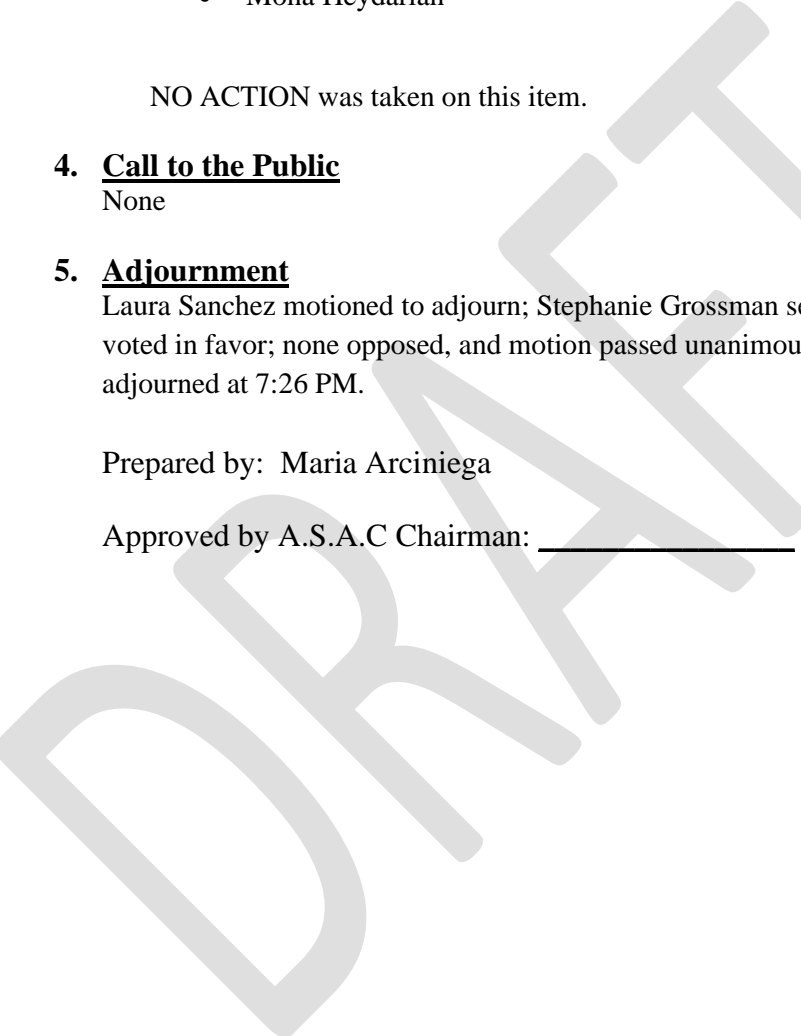 Mona Heydarian
NO ACTION was taken on this item.
4. Call to the Public
None
5. Adjournment
Laura Sanchez motioned to adjourn; Stephanie Grossman
voted in favor; none opposed, and motion passed
adjourned at 7:26 PM.
Prepared by: Maria Arciniega
Approved by A.S.A.C Chairman: ________________
DRAFT